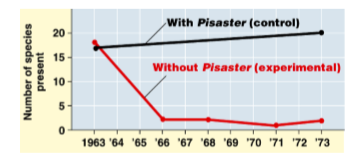 With Pisaster (control)
Without Pisaster (experimental)
Number of species
present
20
15
10
5
0
1963 '64 '65 '66 '67 '68 '69 '70 '71 '72 '73